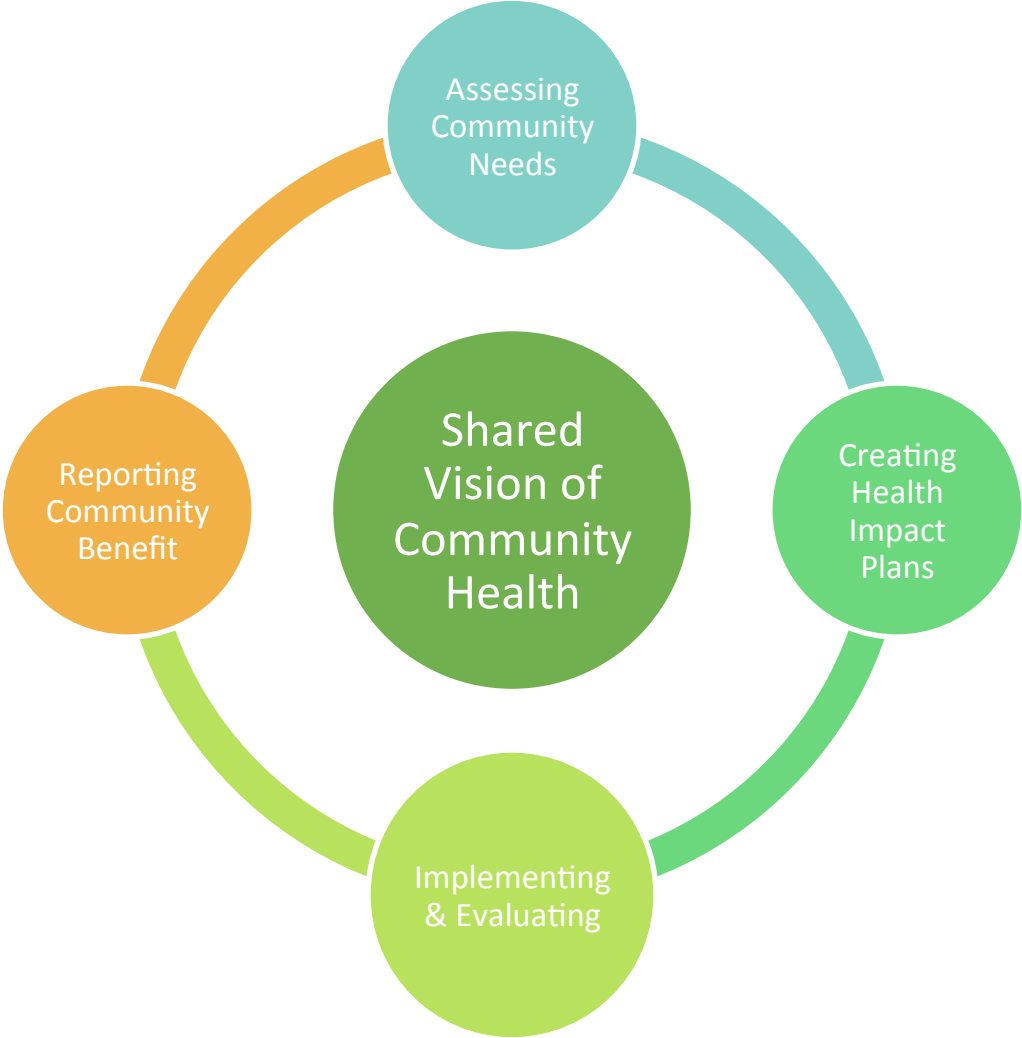 Assessing
Community
Needs
Creating
Health
Impact
Plans
Implementing
& Evaluating
Reporting
Community
Benefit
Shared
Vision of
Community
Health